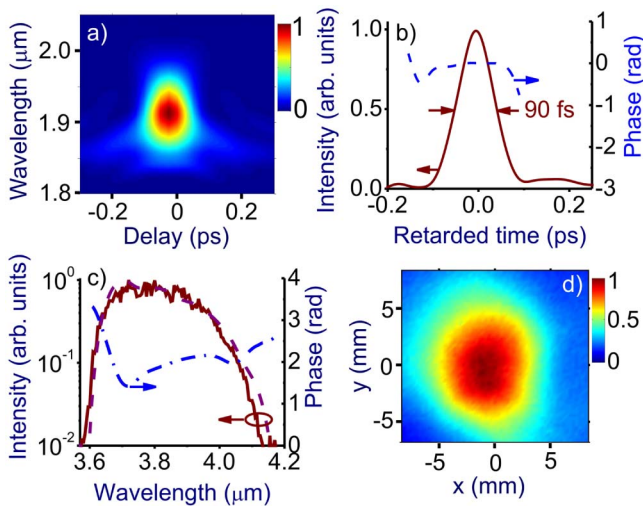 a)
Wavelength (μm)
2.0
1.9
1.8
-0.2
0
0.2
Delay (ps)
1
0
Intensity (arb. units)
b)
1.0
0.5
0.0
90 fs
1
0
-1
-2
-3
Phase (rad)
-0.2
0.0
0.2
Retarded time (ps)
c)
Intensity (arb. units)
10⁰
10⁻¹
10⁻²
4
3
2
1
0
Phase (rad)
3.6
3.8
4.0
4.2
Wavelength (μm)
d)
y (mm)
5
0
-5
-5
0
5
x (mm)
1
0.5
0